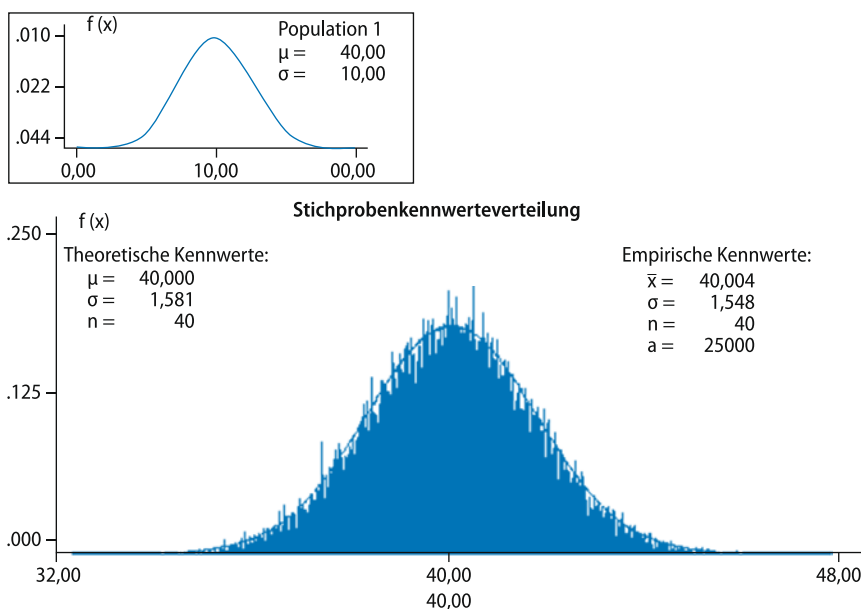 f (x)
Population 1
μ = 40,00
σ = 10,00
.010
.022
.044
0,00 10,00 00,00
Stichprobenkennwerteverteilung
f (x)
.250
Theoretische Kennwerte:
μ = 40,000
σ = 1,581
n = 40
Empirische Kennwerte:
x̄ = 40,004
σ = 1,548
n = 40
a = 25000
.125
.000
32,00 40,00 48,00
40,00